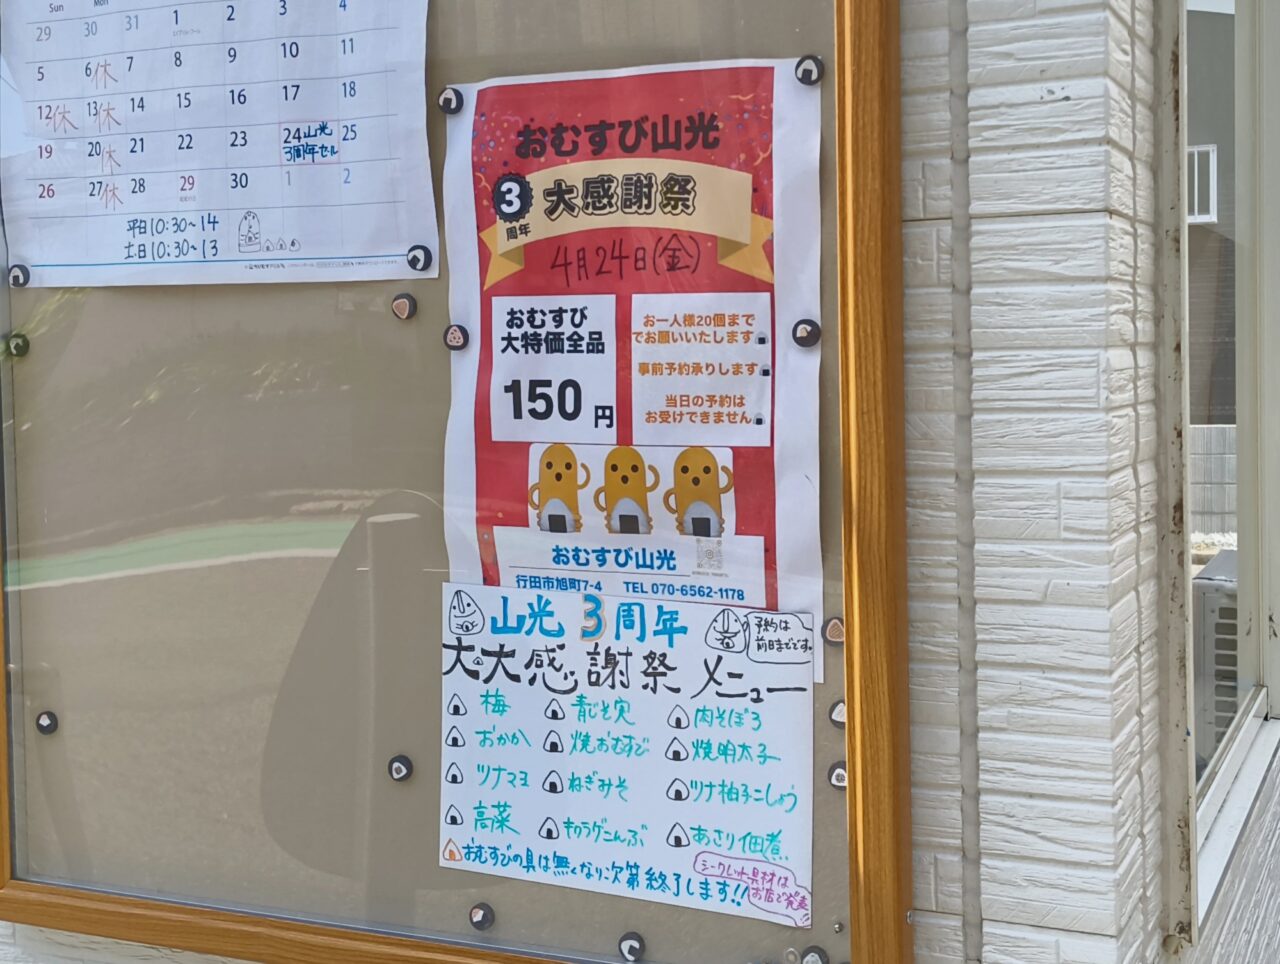 Sun Mon
29 30 31 1 2 3 4
5 6休 7 8 9 10 11
12休 13休 14 15 16 17 18
19 20休 21 22 23 24山光 25
3周年セール
26 27休 28 29 30 1 2
平日10:30~14
土:日10:30~13
おむすび山光
3周年
大感謝祭
4月24日(金)
おむすび
大特価全品
150円
お一人様20個まで
でお願いいたします
事前予約承りします
当日の予約は
お受けできません
おむすび山光
行田市旭町7-4 TEL 070-6562-1178
山光3周年
予約は
前日までです。
大大感謝祭メニュー
梅 青じそ実 肉そぼろ
おかか 焼おむすび 焼明太子
ツナマヨ ねぎみそ ツナ柚子こしょう
高菜 キクラゲこんぶ あさり佃煮
おむすびの具は無くなり次第終了します!!
シークレット具材は
お店で発表!!